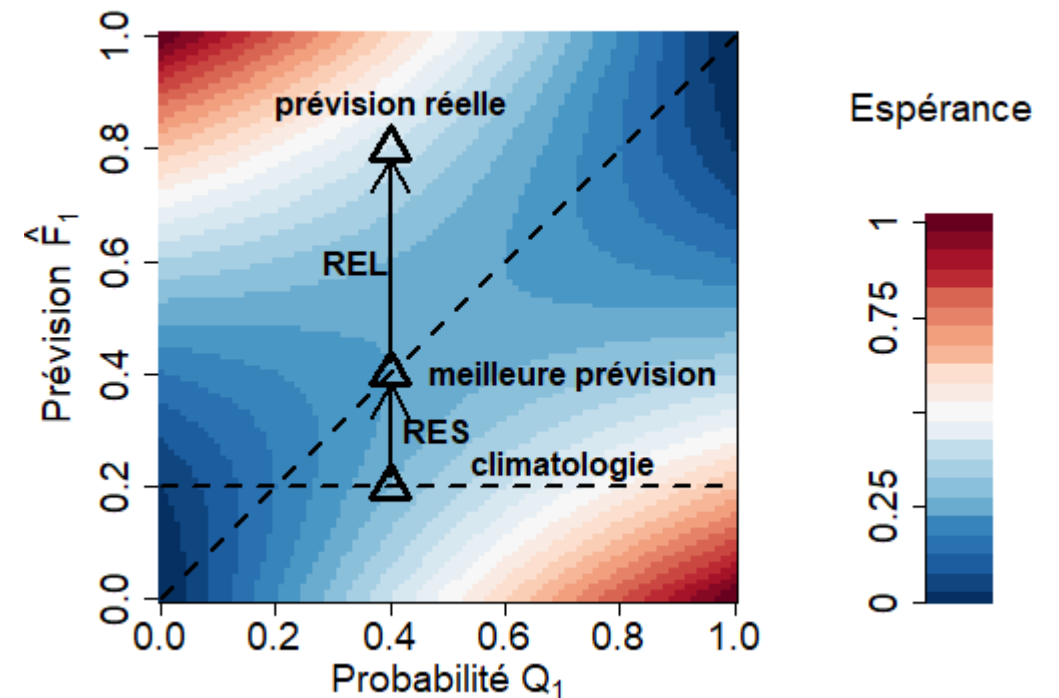 1.0
0.8
0.6
0.4
0.2
0.0
Prévision F̂₁
prévision réelle
REL
meilleure prévision
RES
climatologie
0.0 0.2 0.4 0.6 0.8 1.0
Probabilité Q₁
Espérance
1
0.75
0.25
0